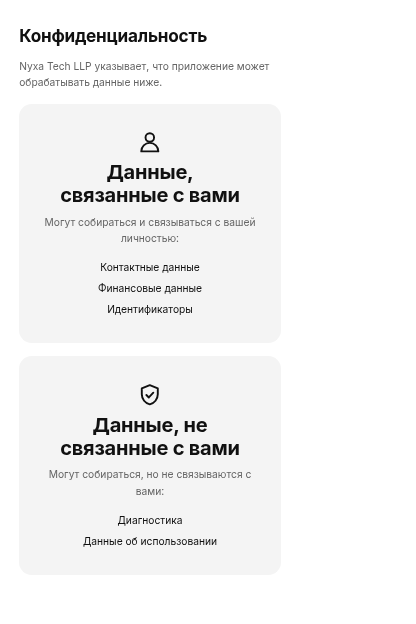 Конфиденциальность
Nyxa Tech LLP указывает, что приложение может
обрабатывать данные ниже.
Данные,
связанные с вами
Могут собираться и связываться с вашей
личностью:
Контактные данные
Финансовые данные
Идентификаторы
Данные, не
связанные с вами
Могут собираться, но не связываются с
вами:
Диагностика
Данные об использовании